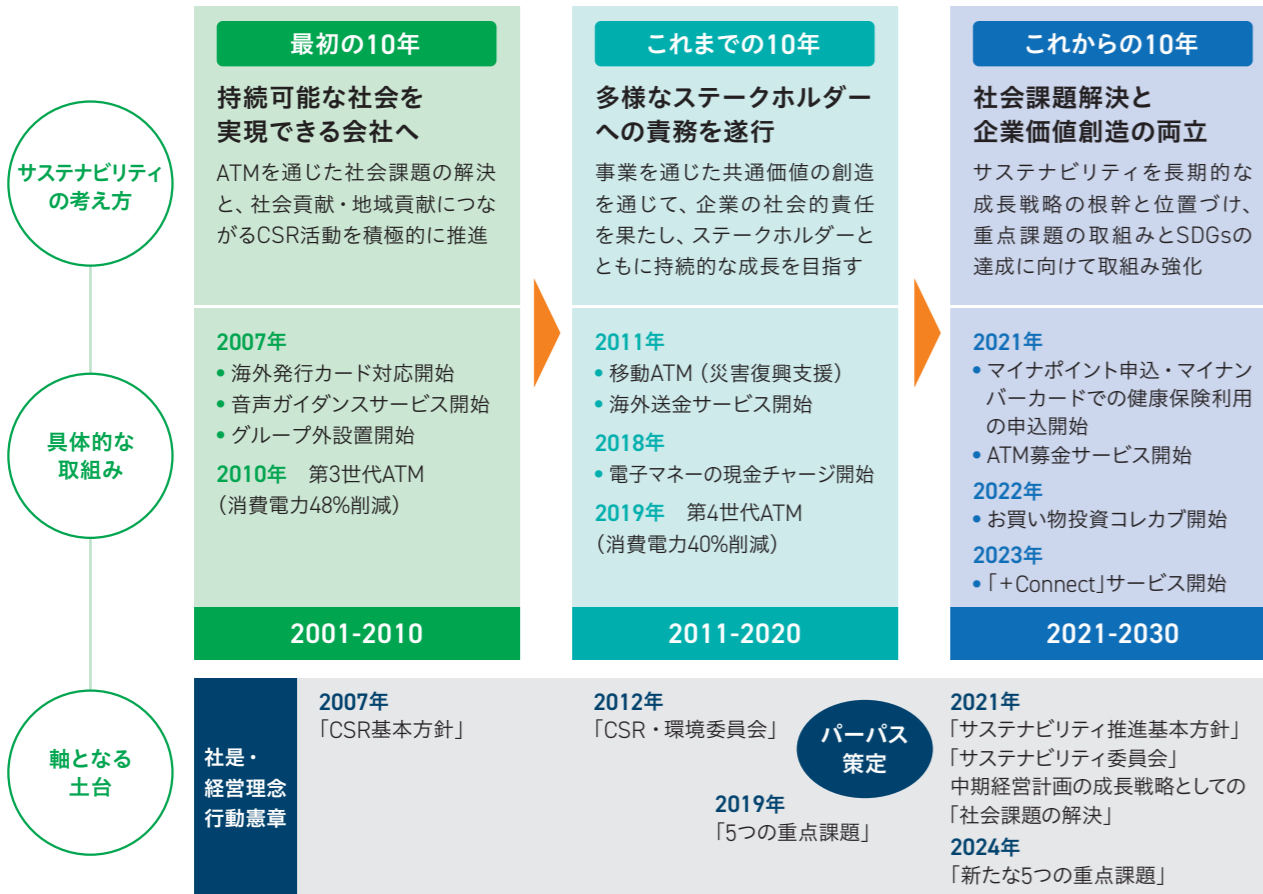 最初の10年
これまでの10年
これからの10年
サステナビリティ
の考え方
持続可能な社会を
実現できる会社へ
ATMを通じた社会課題の解決
と、社会貢献・地域貢献につな
がるCSR活動を積極的に推進
多様なステークホルダー
への責務を遂行
事業を通じた共通価値の創造
を通じて、企業の社会的責任
を果たし、ステークホルダーと
ともに持続的な成長を目指す
社会課題解決と
企業価値創造の両立
サステナビリティを長期的な
成長戦略の根幹と位置づけ、
重点課題の取組みとSDGsの
達成に向けて取組み強化
具体的な
取組み
2007年
• 海外発行カード対応開始
• 音声ガイダンスサービス開始
• グループ外設置開始
2010年　第3世代ATM
(消費電力48%削減)
2011年
• 移動ATM(災害復興支援)
• 海外送金サービス開始
2018年
• 電子マネーの現金チャージ開始
2019年　第4世代ATM
(消費電力40%削減)
2021年
• マイナポイント申込・マイナン
バーカードでの健康保険利用
の申込開始
• ATM募金サービス開始
2022年
• お買い物投資コレカブ開始
2023年
• 「+Connect」サービス開始
2001-2010
2011-2020
2021-2030
軸となる
土台
社是・
経営理念
行動憲章
2007年
「CSR基本方針」
2012年
「CSR・環境委員会」
パーパス
策定
2019年
「5つの重点課題」
2021年
「サステナビリティ推進基本方針」
「サステナビリティ委員会」
中期経営計画の成長戦略としての
「社会課題の解決」
2024年
「新たな5つの重点課題」